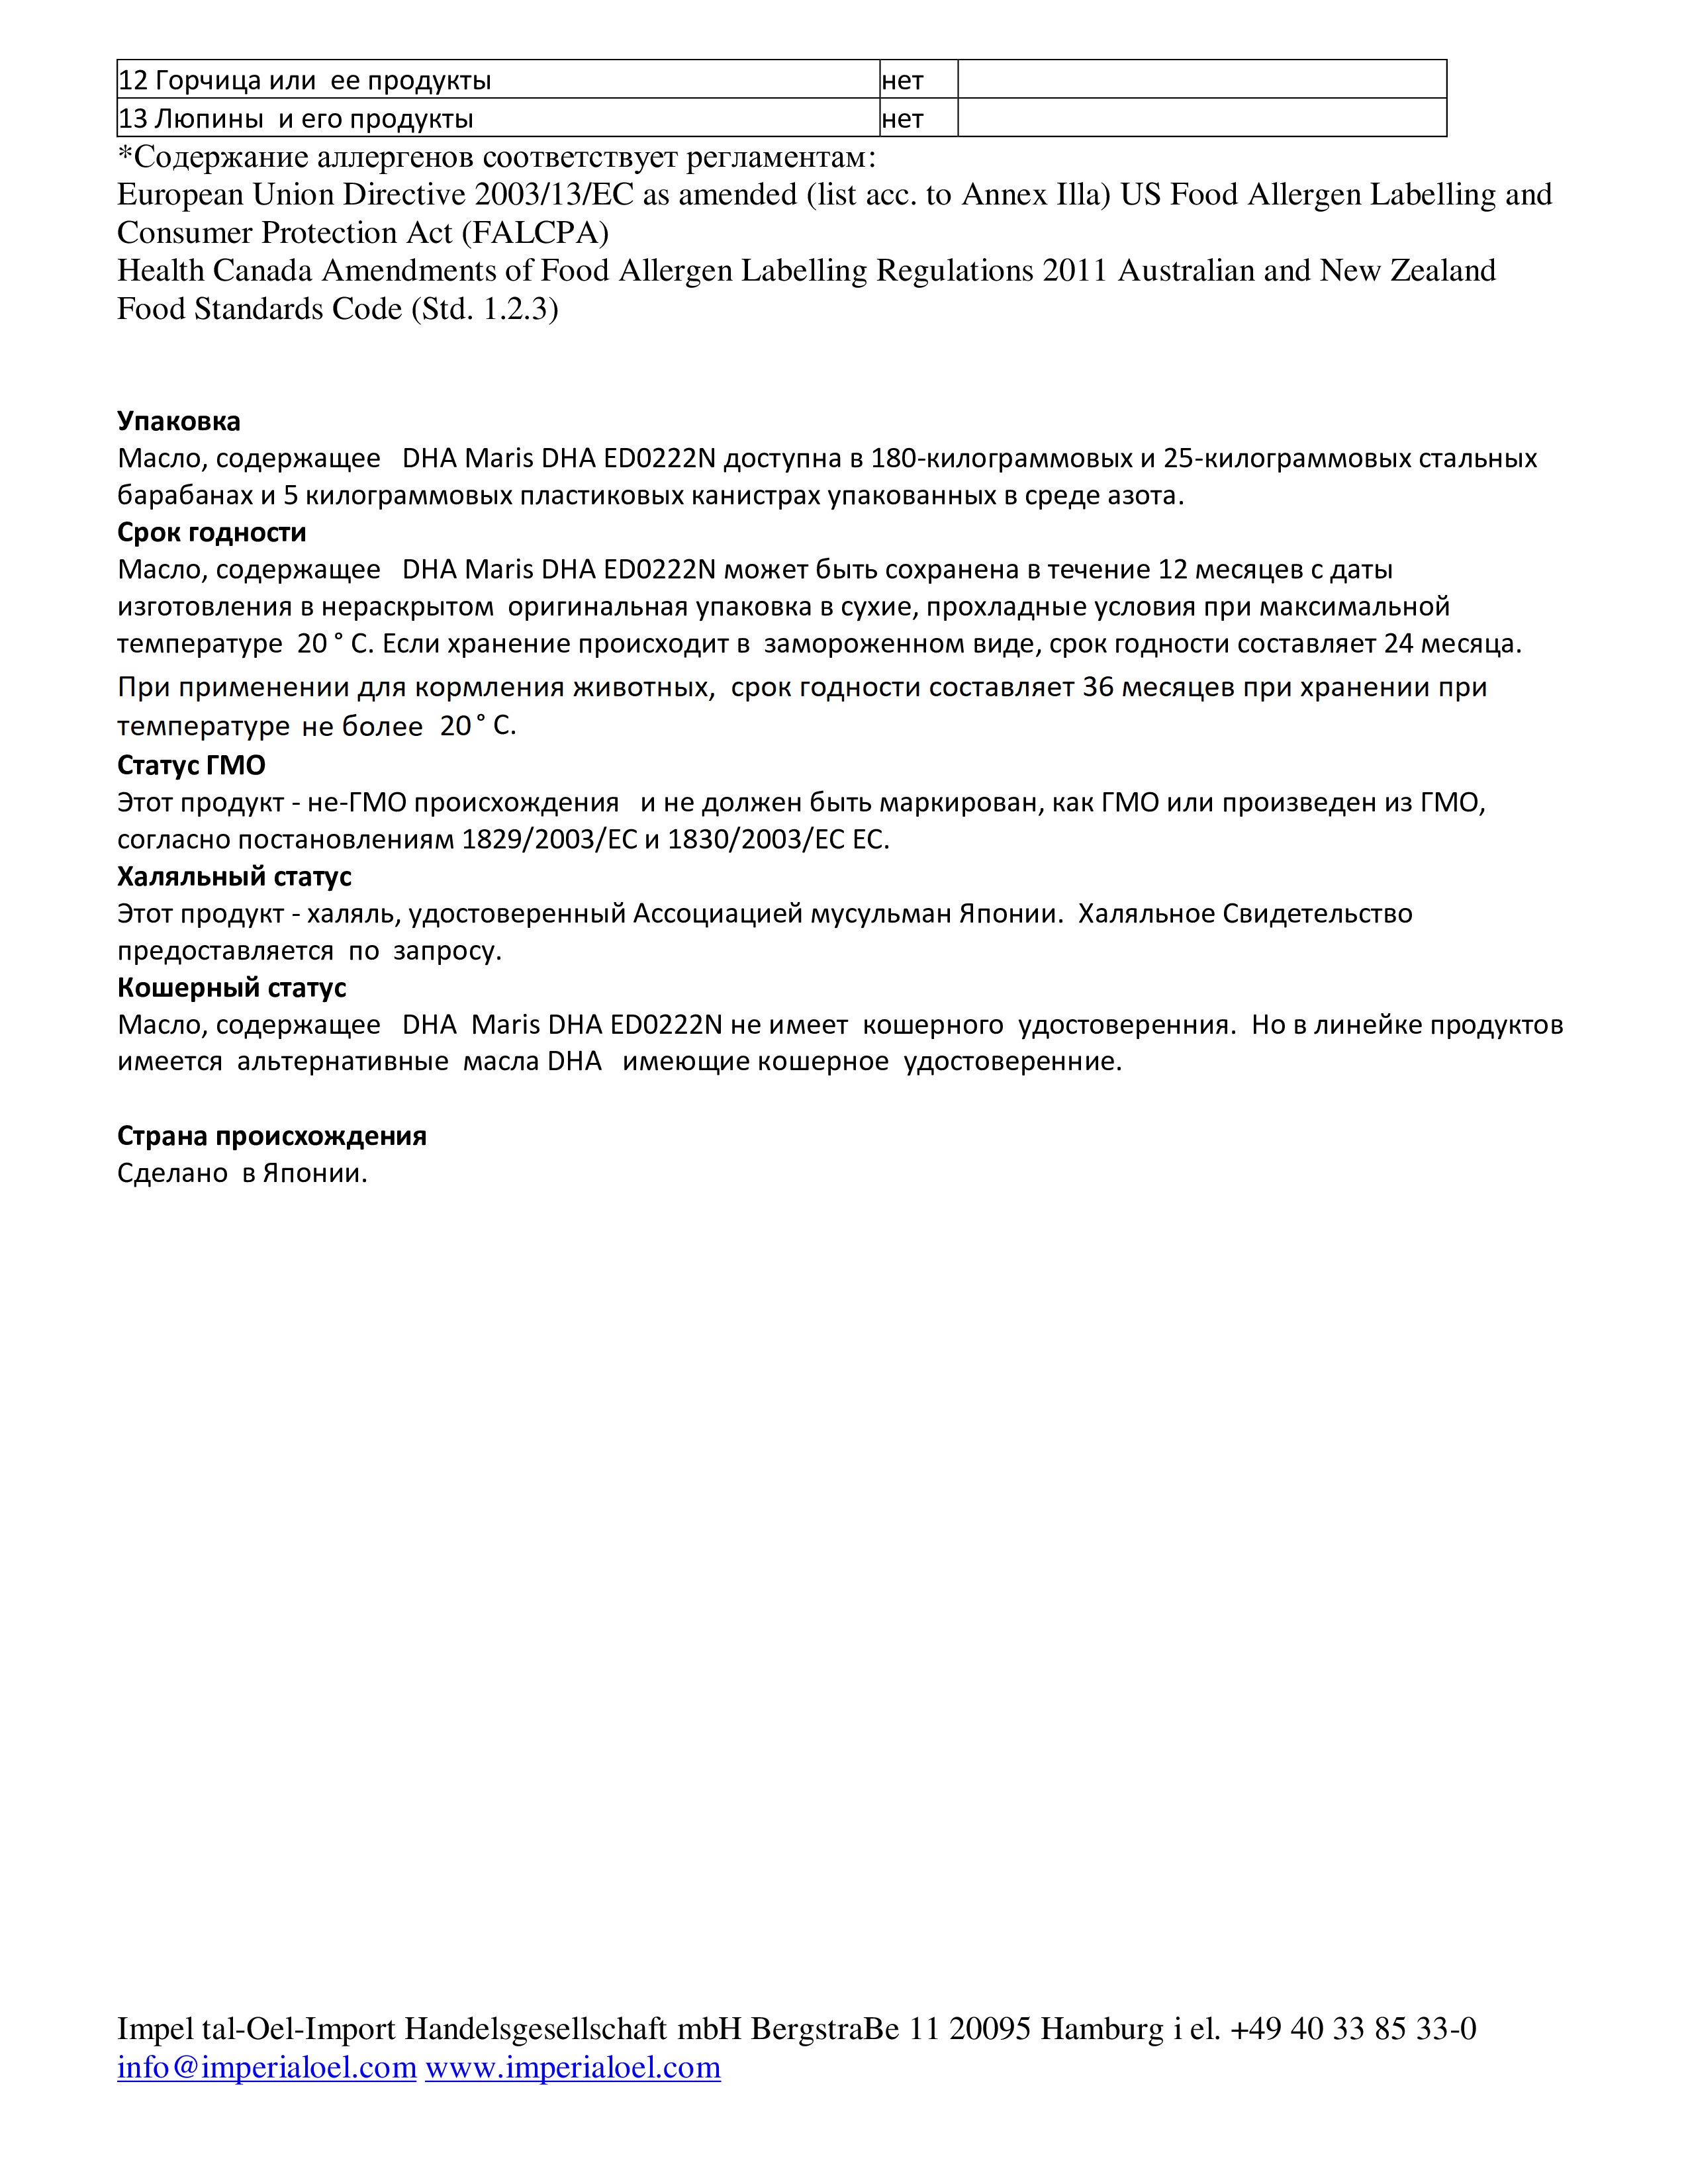 12 Горчица или ее продукты нет
13 Люпины и его продукты нет
*Содержание аллергенов соответствует регламентам:
European Union Directive 2003/13/EC as amended (list acc. to Annex Illa) US Food Allergen Labelling and
Consumer Protection Act (FALCPA)
Health Canada Amendments of Food Allergen Labelling Regulations 2011 Australian and New Zealand
Food Standards Code (Std. 1.2.3)
Упаковка
Масло, содержащее DHA Maris DHA ED0222N доступна в 180-килограммовых и 25-килограммовых стальных
барабанах и 5 килограммовых пластиковых канистрах упакованных в среде азота.
Срок годности
Масло, содержащее DHA Maris DHA ED0222N может быть сохранена в течение 12 месяцев с даты
изготовления в нераскрытом оригинальная упаковка в сухие, прохладные условия при максимальной
температуре 20 ° C. Если хранение происходит в замороженном виде, срок годности составляет 24 месяца.
При применении для кормления животных, срок годности составляет 36 месяцев при хранении при
температуре не более 20 ° C.
Статус ГМО
Этот продукт - не-ГМО происхождения и не должен быть маркирован, как ГМО или произведен из ГМО,
согласно постановлениям 1829/2003/ЕС и 1830/2003/ЕС ЕС.
Халяльный статус
Этот продукт - халяль, удостоверенный Ассоциацией мусульман Японии. Халяльное Свидетельство
предоставляется по запросу.
Кошерный статус
Масло, содержащее DHA Maris DHA ED0222N не имеет кошерного удостоверенния. Но в линейке продуктов
имеется альтернативные масла DHA имеющие кошерное удостоверенние.
Страна происхождения
Сделано в Японии.
Impel tal-Oel-Import Handelsgesellschaft mbH BergstraBe 11 20095 Hamburg i el. +49 40 33 85 33-0
info@imperialoel.com www.imperialoel.com